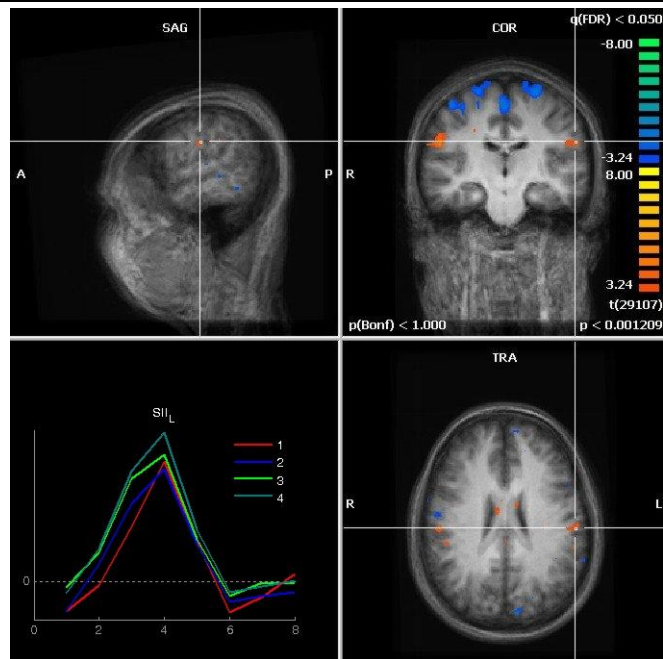 SAG
A
P
COR
q(FDR) < 0.050
-8.00
-3.24
8.00
3.24
t(29107)
R
p(Bonf) < 1.000
p < 0.001209
SII_L
1
2
3
4
0
0
2
4
6
8
TRA
R
L